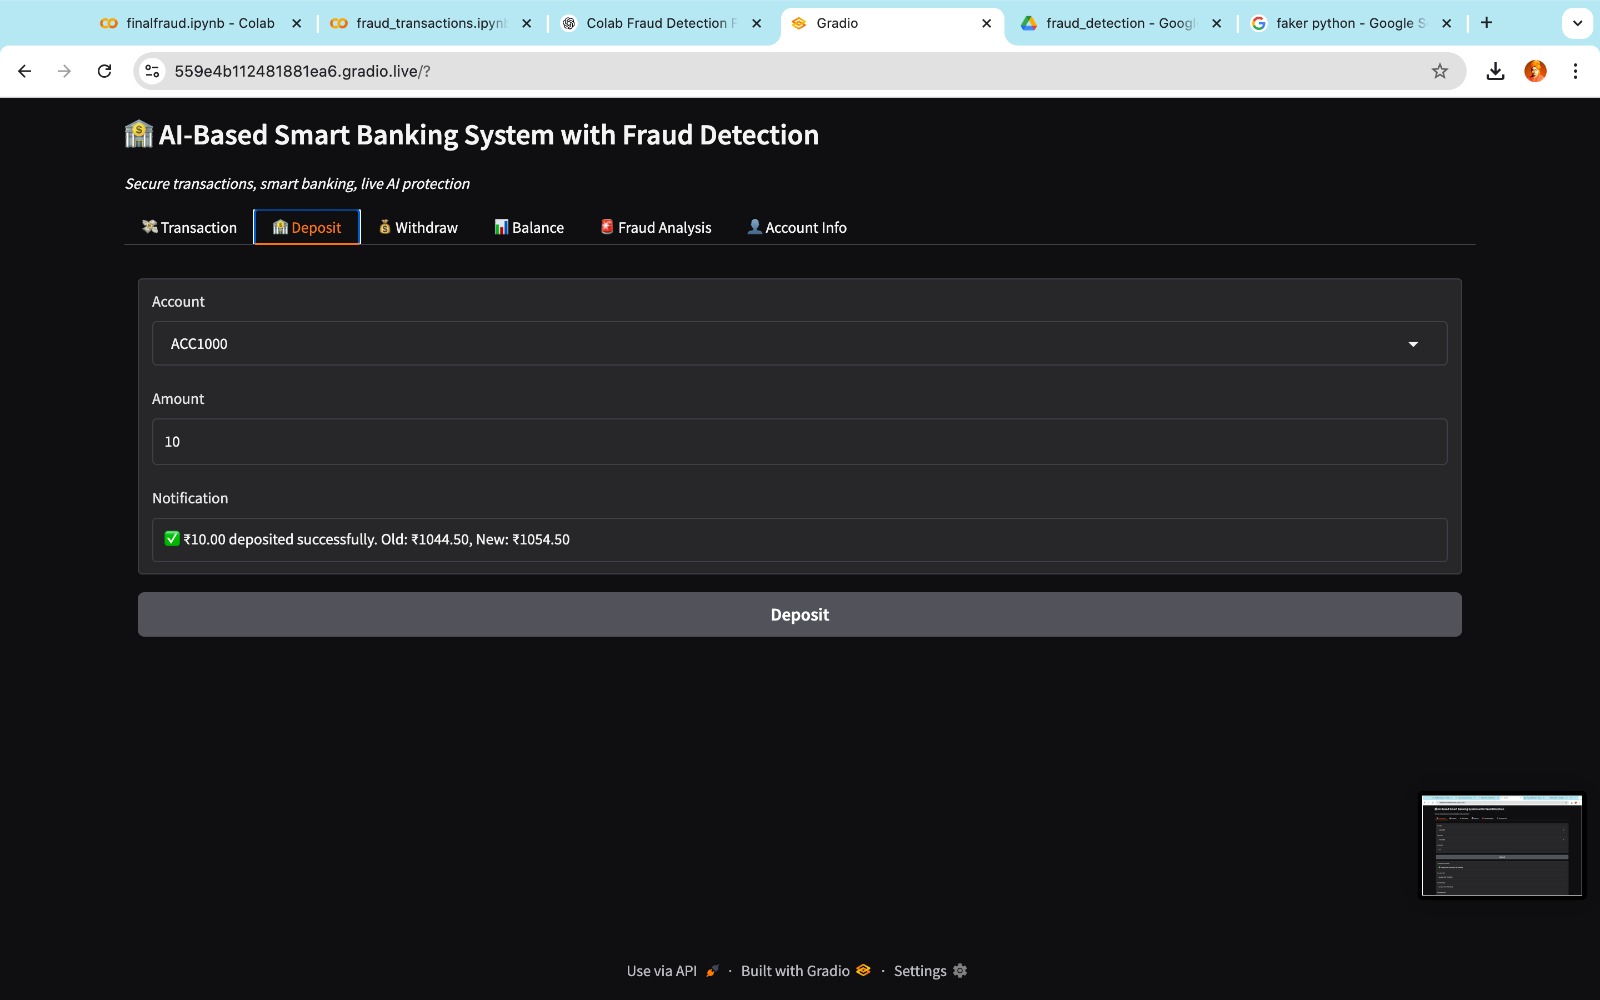 finalfraud.ipynb - Colab
fraud_transactions.ipynb
Colab Fraud Detection F
Gradio
fraud_detection - Googl
faker python - Google S
559e4b112481881ea6.gradio.live/?
AI-Based Smart Banking System with Fraud Detection
Secure transactions, smart banking, live AI protection
Transaction
Deposit
Withdraw
Balance
Fraud Analysis
Account Info
Account
ACC1000
Amount
10
Notification
✅ ₹10.00 deposited successfully. Old: ₹1044.50, New: ₹1054.50
Deposit
Use via API · Built with Gradio · Settings